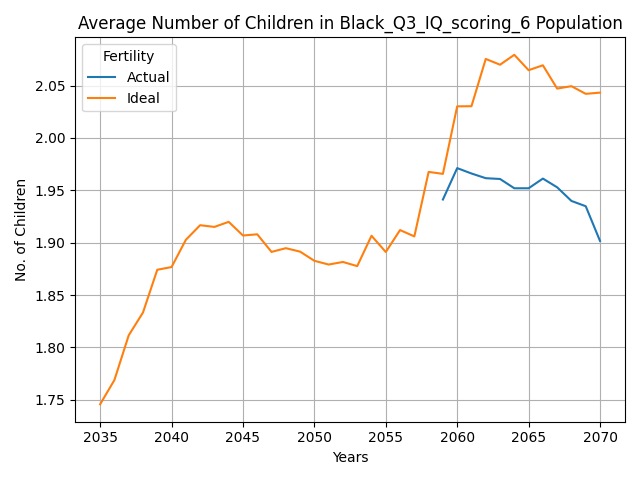 Average Number of Children in Black_Q3_IQ_scoring_6 Population
Fertility
Actual
Ideal
No. of Children
2.05
2.00
1.95
1.90
1.85
1.80
1.75
2035 2040 2045 2050 2055 2060 2065 2070
Years